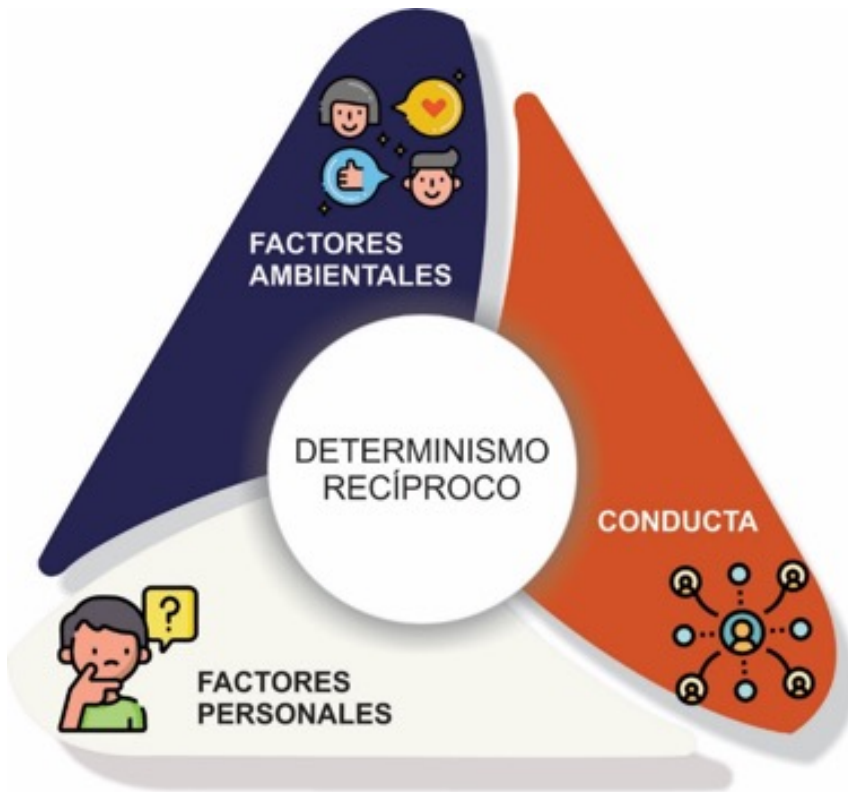 FACTORES
AMBIENTALES
DETERMINISMO
RECÍPROCO
CONDUCTA
?
FACTORES
PERSONALES